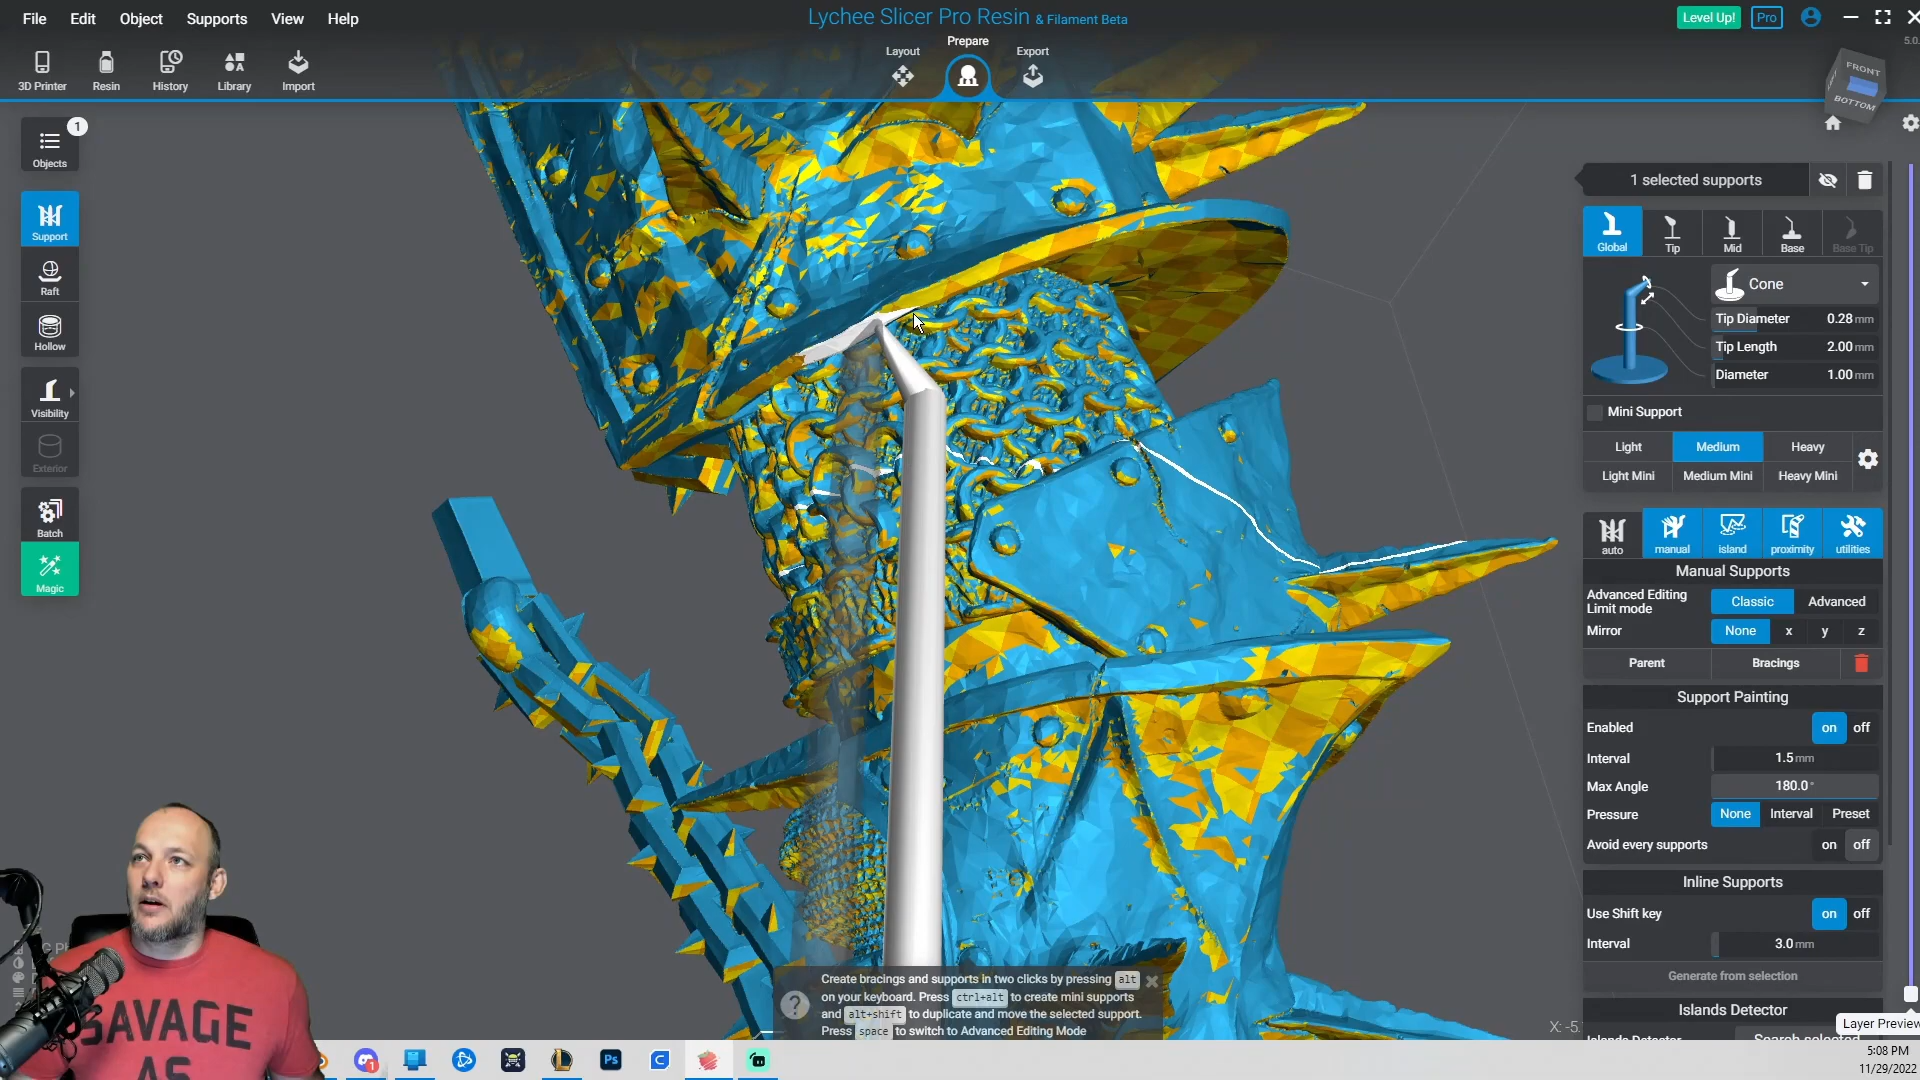 File Edit Object Supports View Help
Lychee Slicer Pro Resin & Filament Beta
Level Up! Pro
5.0.
3D Printer Resin History Library Import
Layout Prepare Export
FRONT
BOTTOM
1
Objects
Support
Raft
Hollow
Visibility
Exterior
Batch
Magic
1 selected supports
Global Tip Mid Base Base Tip
Cone
Tip Diameter 0.28 mm
Tip Length 2.00 mm
Diameter 1.00 mm
Mini Support
Light Medium Heavy
Light Mini Medium Mini Heavy Mini
auto manual island proximity utilities
Manual Supports
Advanced Editing
Limit mode
Classic Advanced
Mirror None x y z
Parent Bracings
Support Painting
Enabled on off
Interval 1.5 mm
Max Angle 180.0 °
Pressure None Interval Preset
Avoid every supports on off
Inline Supports
Use Shift key on off
Interval 3.0 mm
Generate from selection
Islands Detector
Layer Preview
X: -5.
?
Create bracings and supports in two clicks by pressing alt
on your keyboard. Press ctrl+alt to create mini supports
and alt+shift to duplicate and move the selected support.
Press space to switch to Advanced Editing Mode
SAVAGE
AS
1
Ps
5:08 PM
11/29/2022